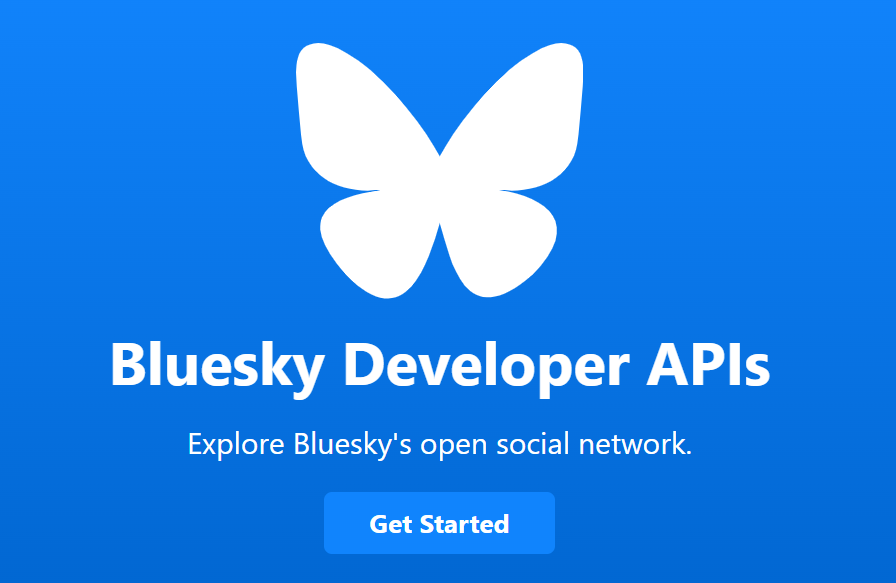 Bluesky Developer APIs
Explore Bluesky's open social network.
Get Started